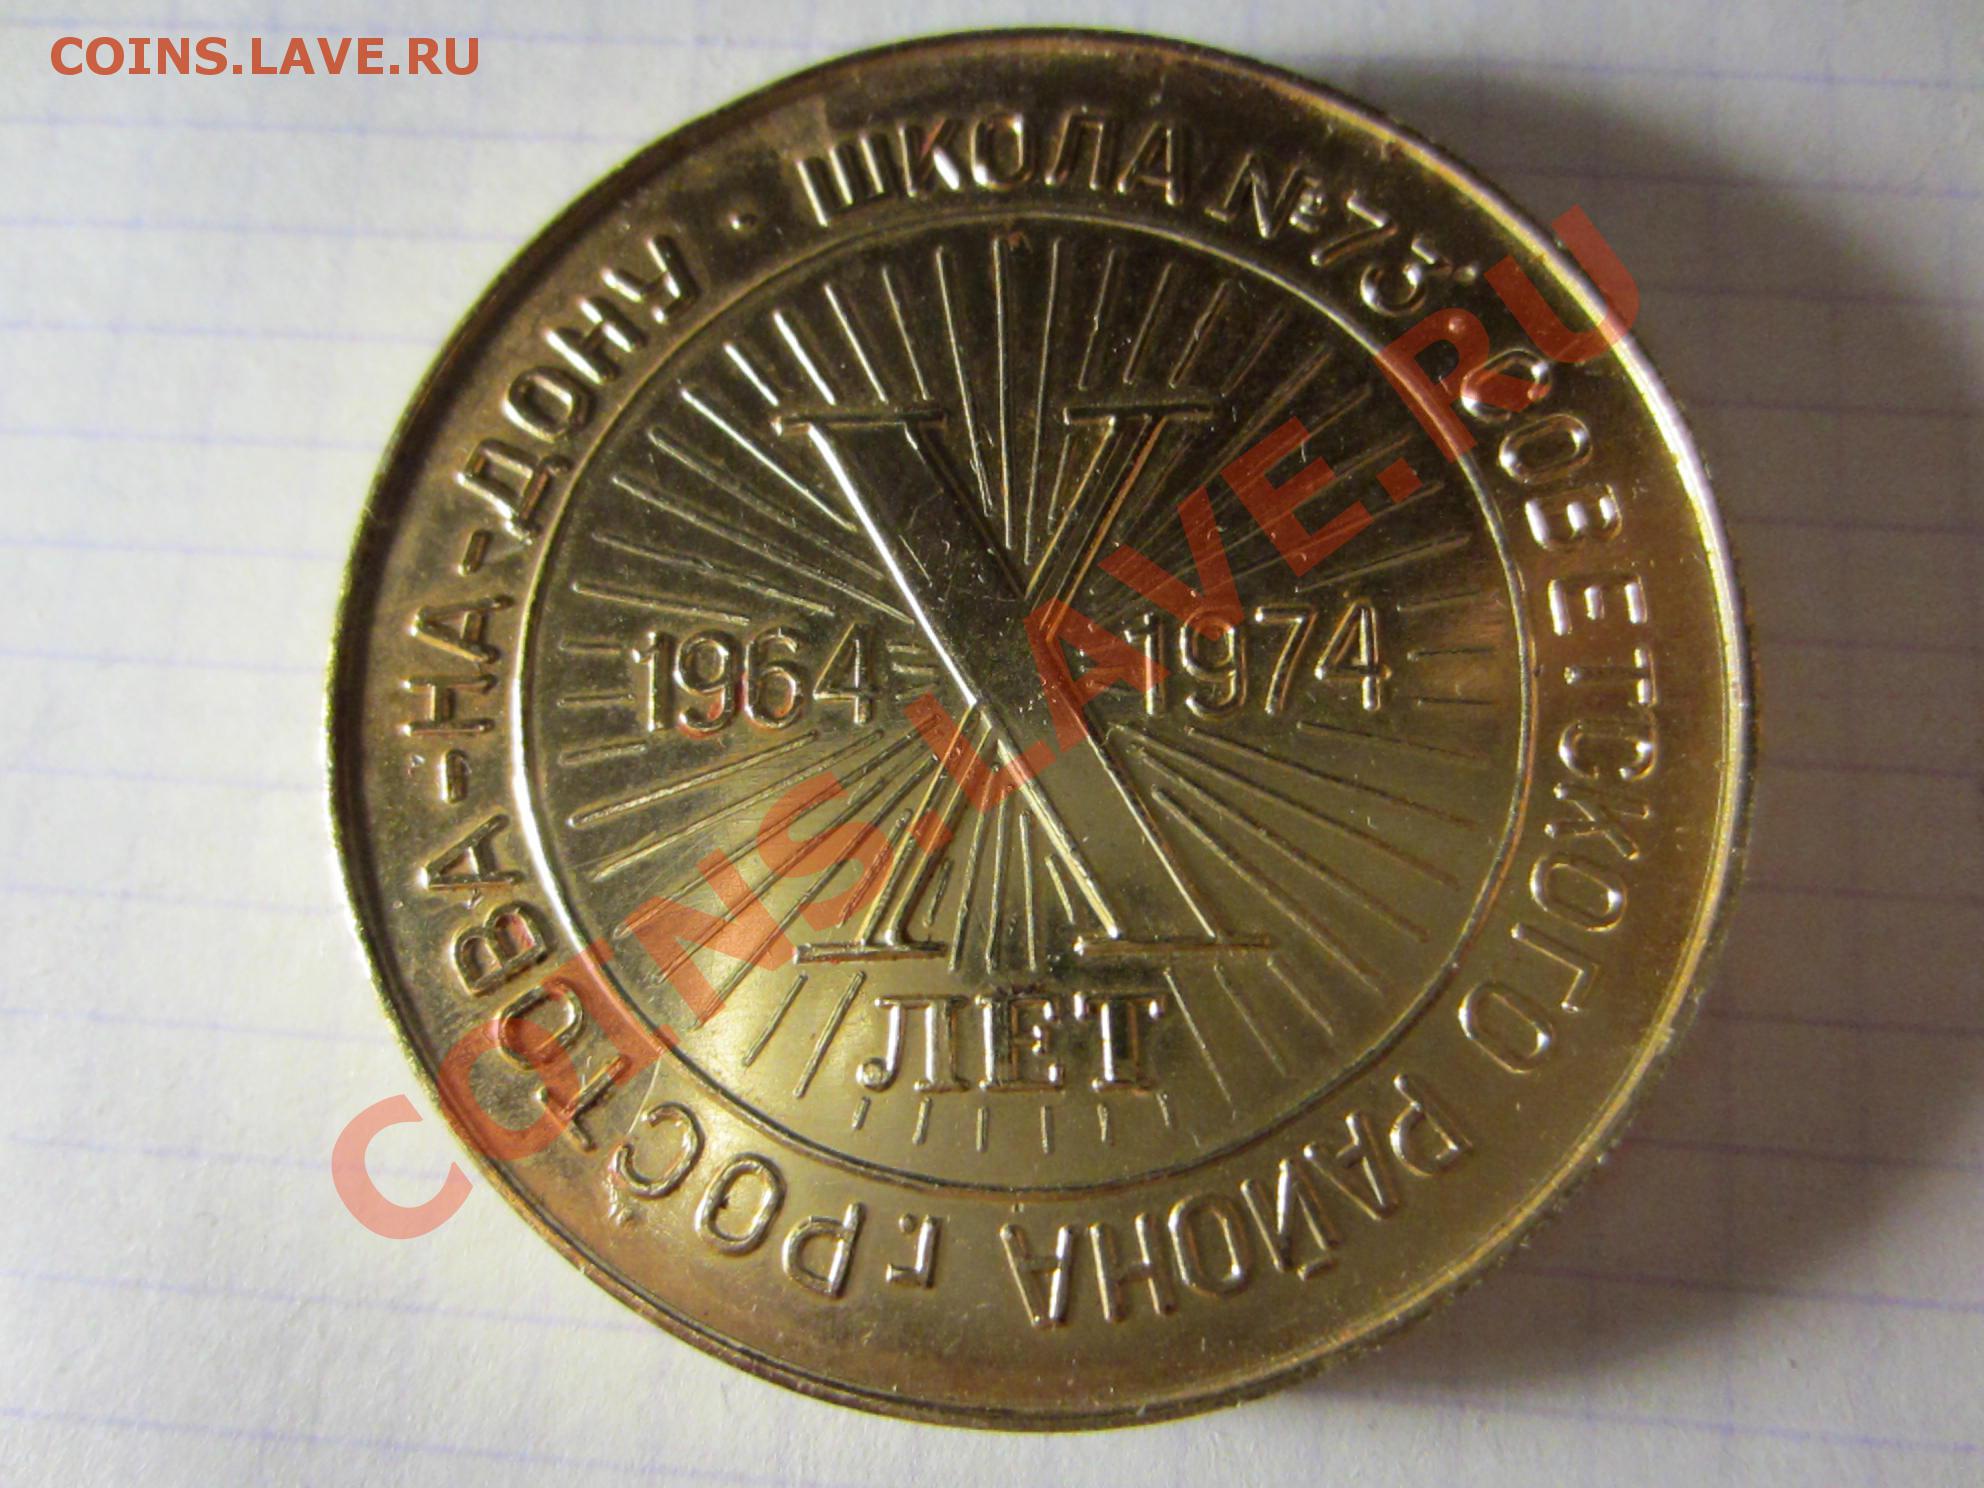 COINS.LAVE.RU
ШКОЛА №73 · СОВЕТСКОГО РАЙОНА г.РОСТОВА-НА-ДОНУ ·
X
1964 1974
ЛЕТ
COINS.LAVE.RU